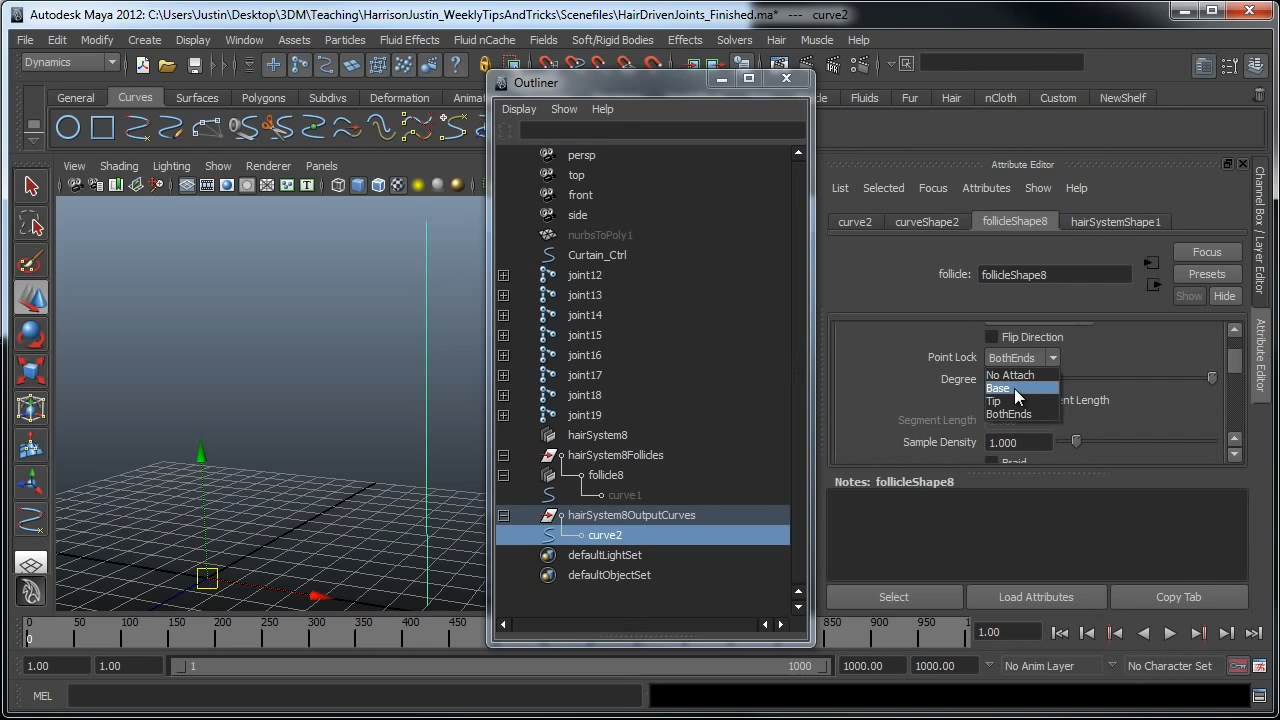 Autodesk Maya 2012: C:\Users\Justin\Desktop\3DM\Teaching\HarrisonJustin_WeeklyTipsAndTricks\Scenefiles\HairDrivenJoints_Finished.ma* --- curve2
File Edit Modify Create Display Window Assets Particles Fluid Effects Fluid nCache Fields Soft/Rigid Bodies Effects Solvers Hair Muscle Help
Dynamics
General Curves Surfaces Polygons Subdivs Deformation Fluids Fur Hair nCloth Custom NewShelf
View Shading Lighting Show Renderer Panels
Outliner
Display Show Help
persp
top
front
side
nurbsToPoly1
Curtain_Ctrl
joint12
joint13
joint14
joint15
joint16
joint17
joint18
joint19
hairSystem8
hairSystem8Follicles
follicle8
curve1
hairSystem8OutputCurves
curve2
defaultLightSet
defaultObjectSet
Attribute Editor
List Selected Focus Attributes Show Help
curve2 curveShape2 follicleShape8 hairSystemShape1
Focus
follicle: follicleShape8
Presets
Show Hide
Flip Direction
Point Lock BothEnds
No Attach
Base
Tip
BothEnds
Degree
Segment Length
Sample Density 1.000
Braid
Notes: follicleShape8
Select Load Attributes Copy Tab
Channel Box / Layer Editor
Attribute Editor
0 50 100 150 200 250 300 350 400 450 850 900 950
0
1.00
1.00 1.00 1 1000 1000.00 1000.00 No Anim Layer No Character Set
MEL